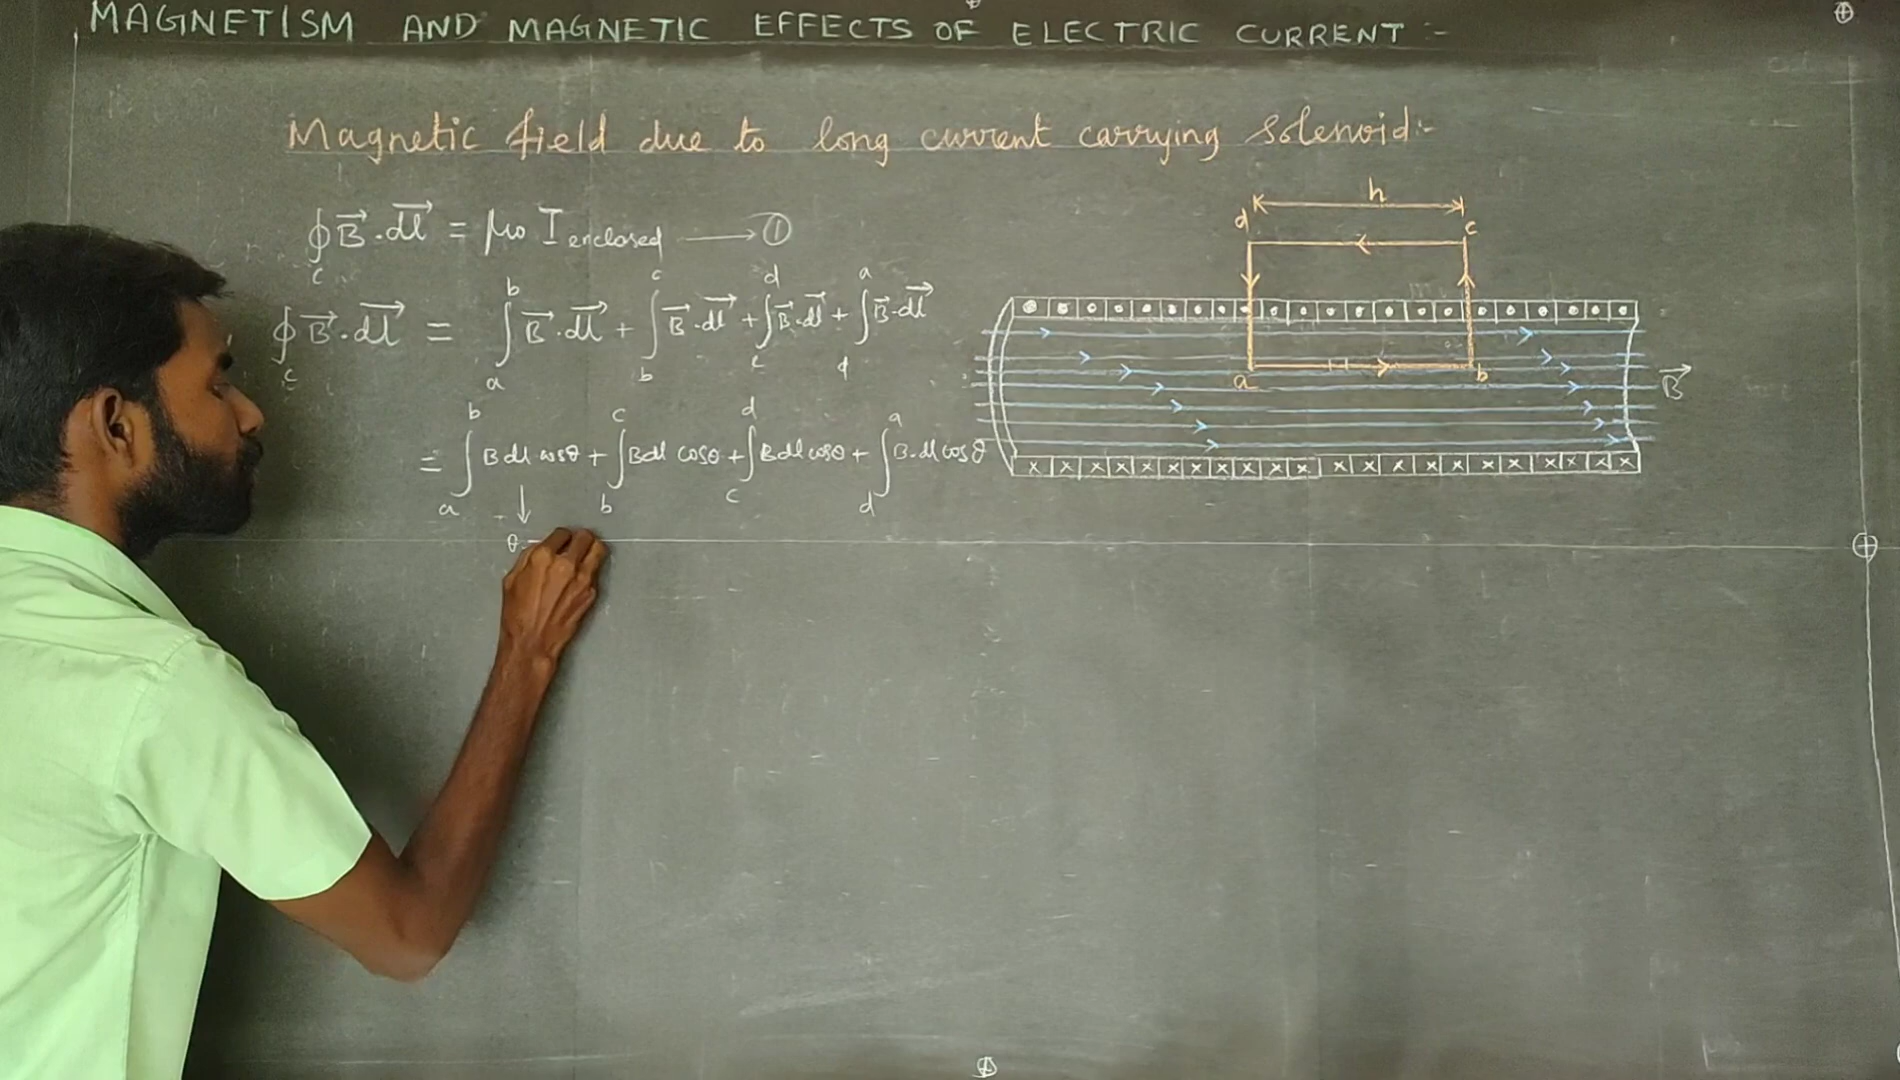 MAGNETISM AND MAGNETIC EFFECTS OF ELECTRIC CURRENT :-
Magnetic field due to long current carrying solenoid:-
∮c B⃗.dl⃗ = μ₀ I enclosed → ①
∮c B⃗.dl⃗ = ∫ₐᵇ B⃗.dl⃗ + ∫_b^c B⃗.dl⃗ + ∫_c^d B⃗.dl⃗ + ∫_d^a B⃗.dl⃗
= ∫ₐᵇ B dl cosθ + ∫_b^c B dl cosθ + ∫_c^d B dl cosθ + ∫_d^a B.dl cosθ
↓
θ
h
d c
a b
B⃗
x x x x x x x x x x x x x x x x x x x x x